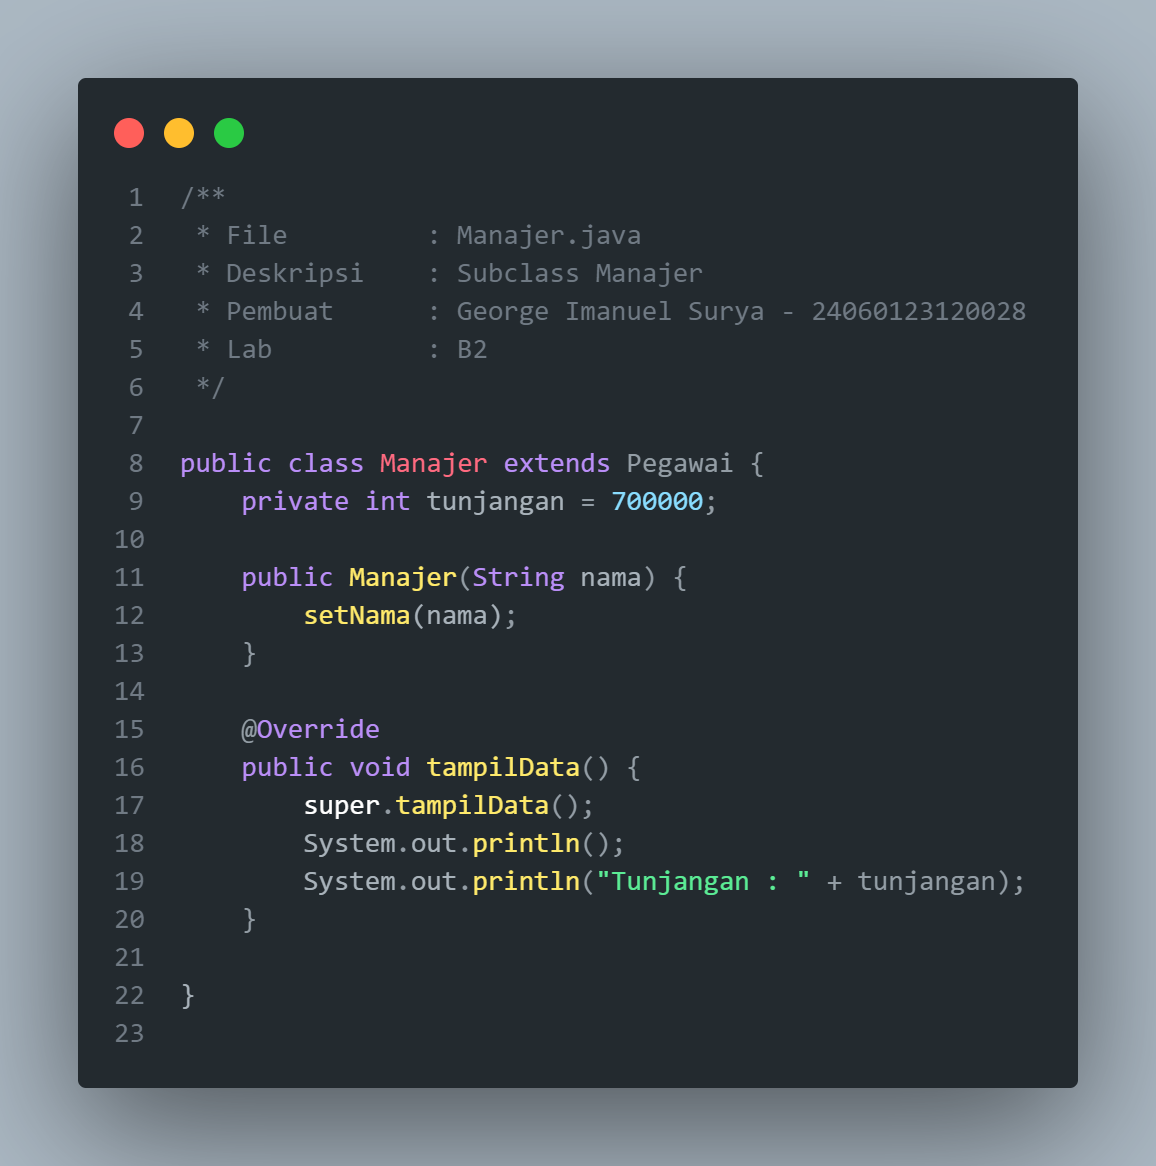 1 /**
2  * File         : Manajer.java
3  * Deskripsi    : Subclass Manajer
4  * Pembuat      : George Imanuel Surya - 24060123120028
5  * Lab          : B2
6  */
7
8 public class Manajer extends Pegawai {
9     private int tunjangan = 700000;
10
11     public Manajer(String nama) {
12         setNama(nama);
13     }
14
15     @Override
16     public void tampilData() {
17         super.tampilData();
18         System.out.println();
19         System.out.println("Tunjangan : " + tunjangan);
20     }
21
22 }
23